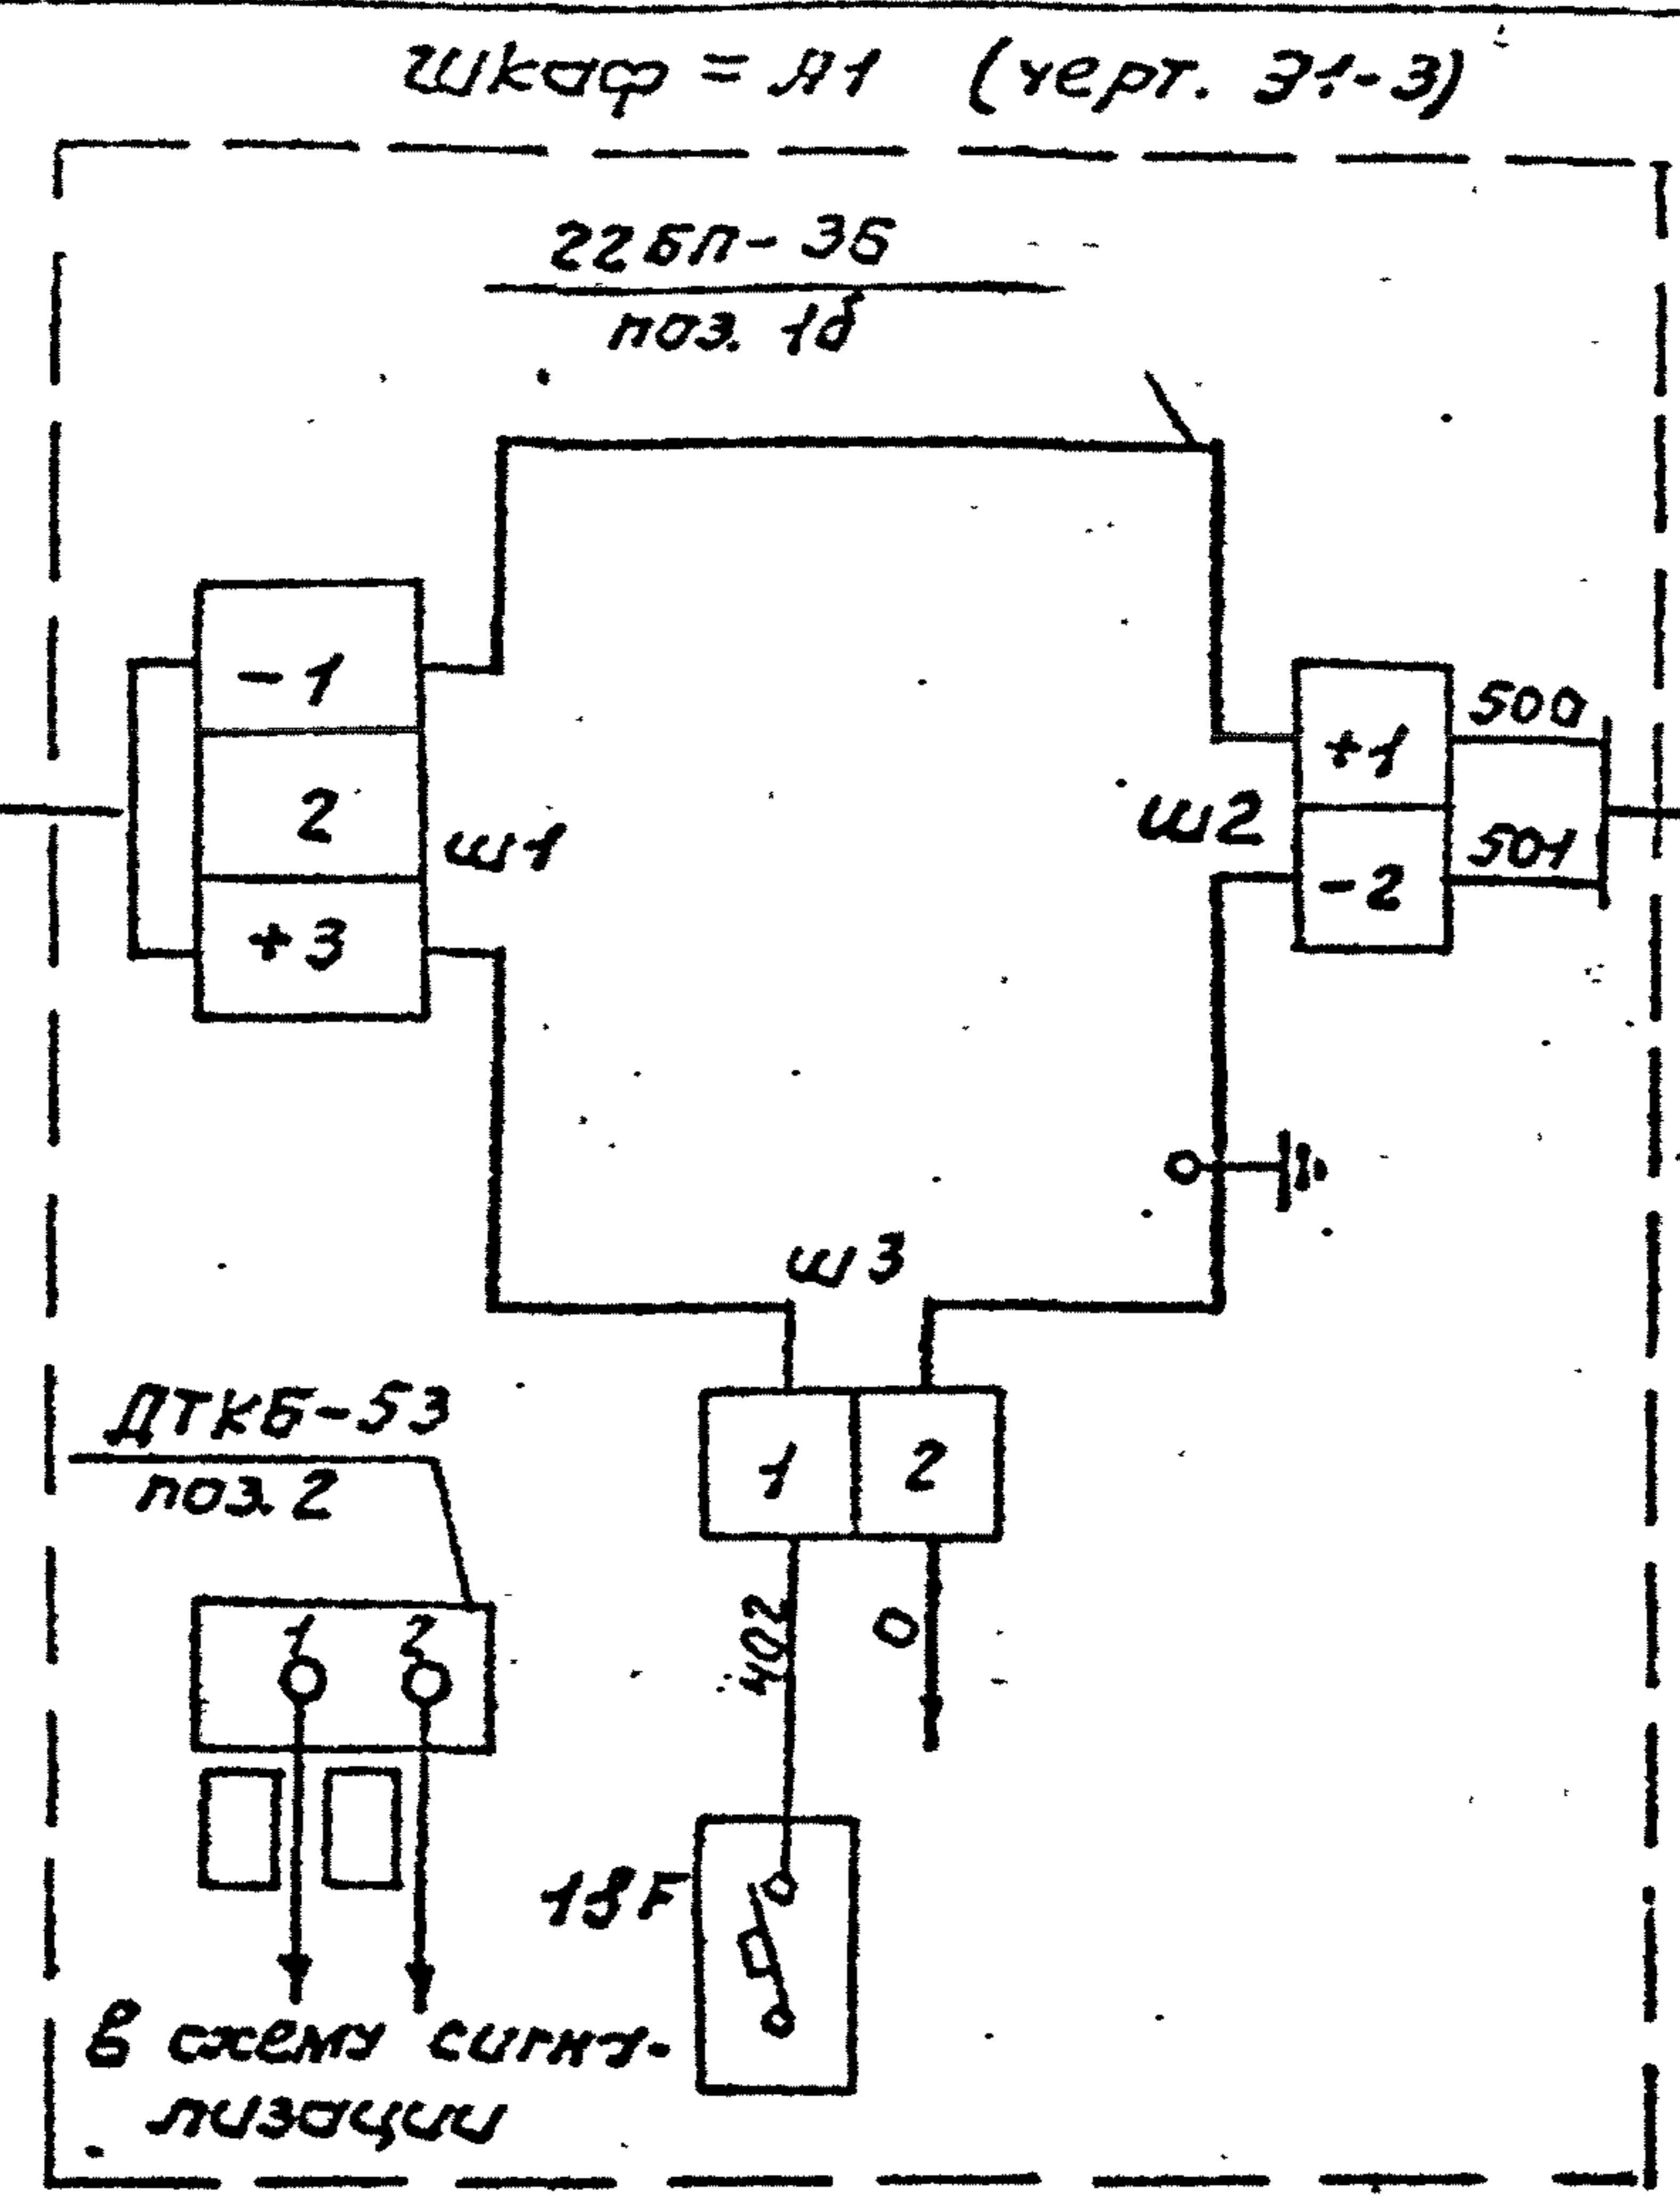 Шкаф = А1 (черт. Э1-3)
22БП-36
поз. 1б
-1
2
+3
Ш1
Ш2
+1
-2
500
501
Ш3
1 2
ДТКБ-53
поз. 2
1 2
402
0
18F
В схему сигна-
лизации